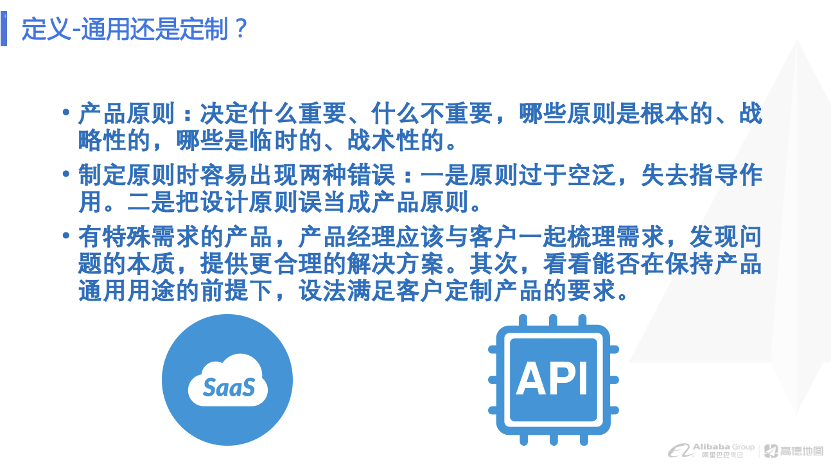 定义-通用还是定制？
• 产品原则：决定什么重要、什么不重要，哪些原则是根本的、战
略性的，哪些是临时的、战术性的。
• 制定原则时容易出现两种错误：一是原则过于空泛，失去指导作
用。二是把设计原则误当成产品原则。
• 有特殊需求的产品，产品经理应该与客户一起梳理需求，发现问
题的本质，提供更合理的解决方案。其次，看看能否在保持产品
通用用途的前提下，设法满足客户定制产品的要求。
SaaS
API
Alibaba Group
阿里巴巴集团
高德地图